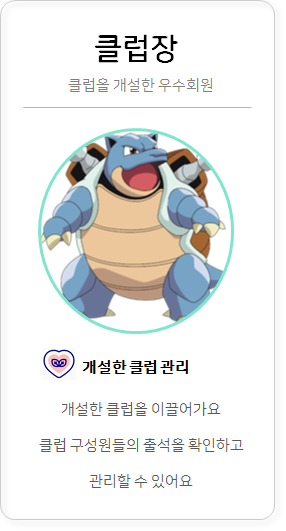 클럽장
클럽을 개설한 우수회원
개설한 클럽 관리
개설한 클럽을 이끌어가요
클럽 구성원들의 출석을 확인하고
관리할 수 있어요